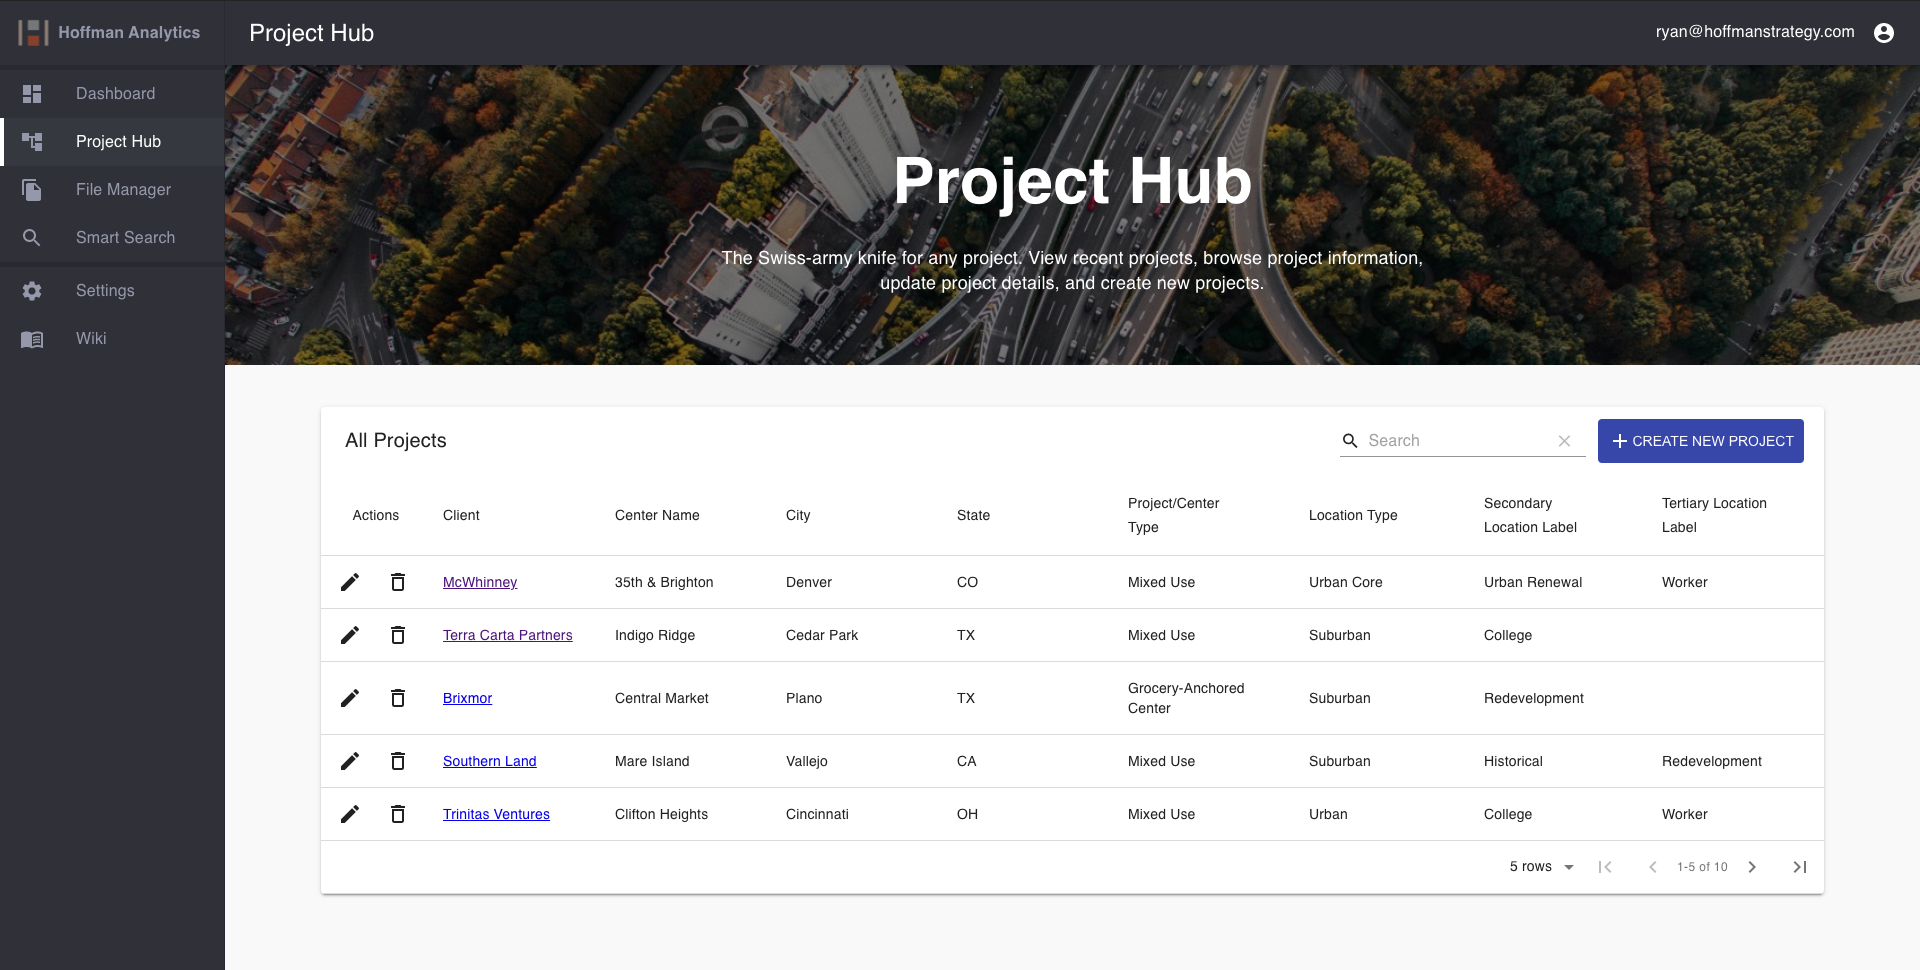 Hoffman Analytics
Project Hub
ryan@hoffmanstrategy.com
Dashboard
Project Hub
File Manager
Smart Search
Settings
Wiki
Project Hub
The Swiss-army knife for any project. View recent projects, browse project information,
update project details, and create new projects.
All Projects
Search
CREATE NEW PROJECT
Actions Client Center Name City State Project/Center Type Location Type Secondary Location Label Tertiary Location Label
McWhinney 35th & Brighton Denver CO Mixed Use Urban Core Urban Renewal Worker
Terra Carta Partners Indigo Ridge Cedar Park TX Mixed Use Suburban College
Brixmor Central Market Plano TX Grocery-Anchored Center Suburban Redevelopment
Southern Land Mare Island Vallejo CA Mixed Use Suburban Historical Redevelopment
Trinitas Ventures Clifton Heights Cincinnati OH Mixed Use Urban College Worker
5 rows 1-5 of 10